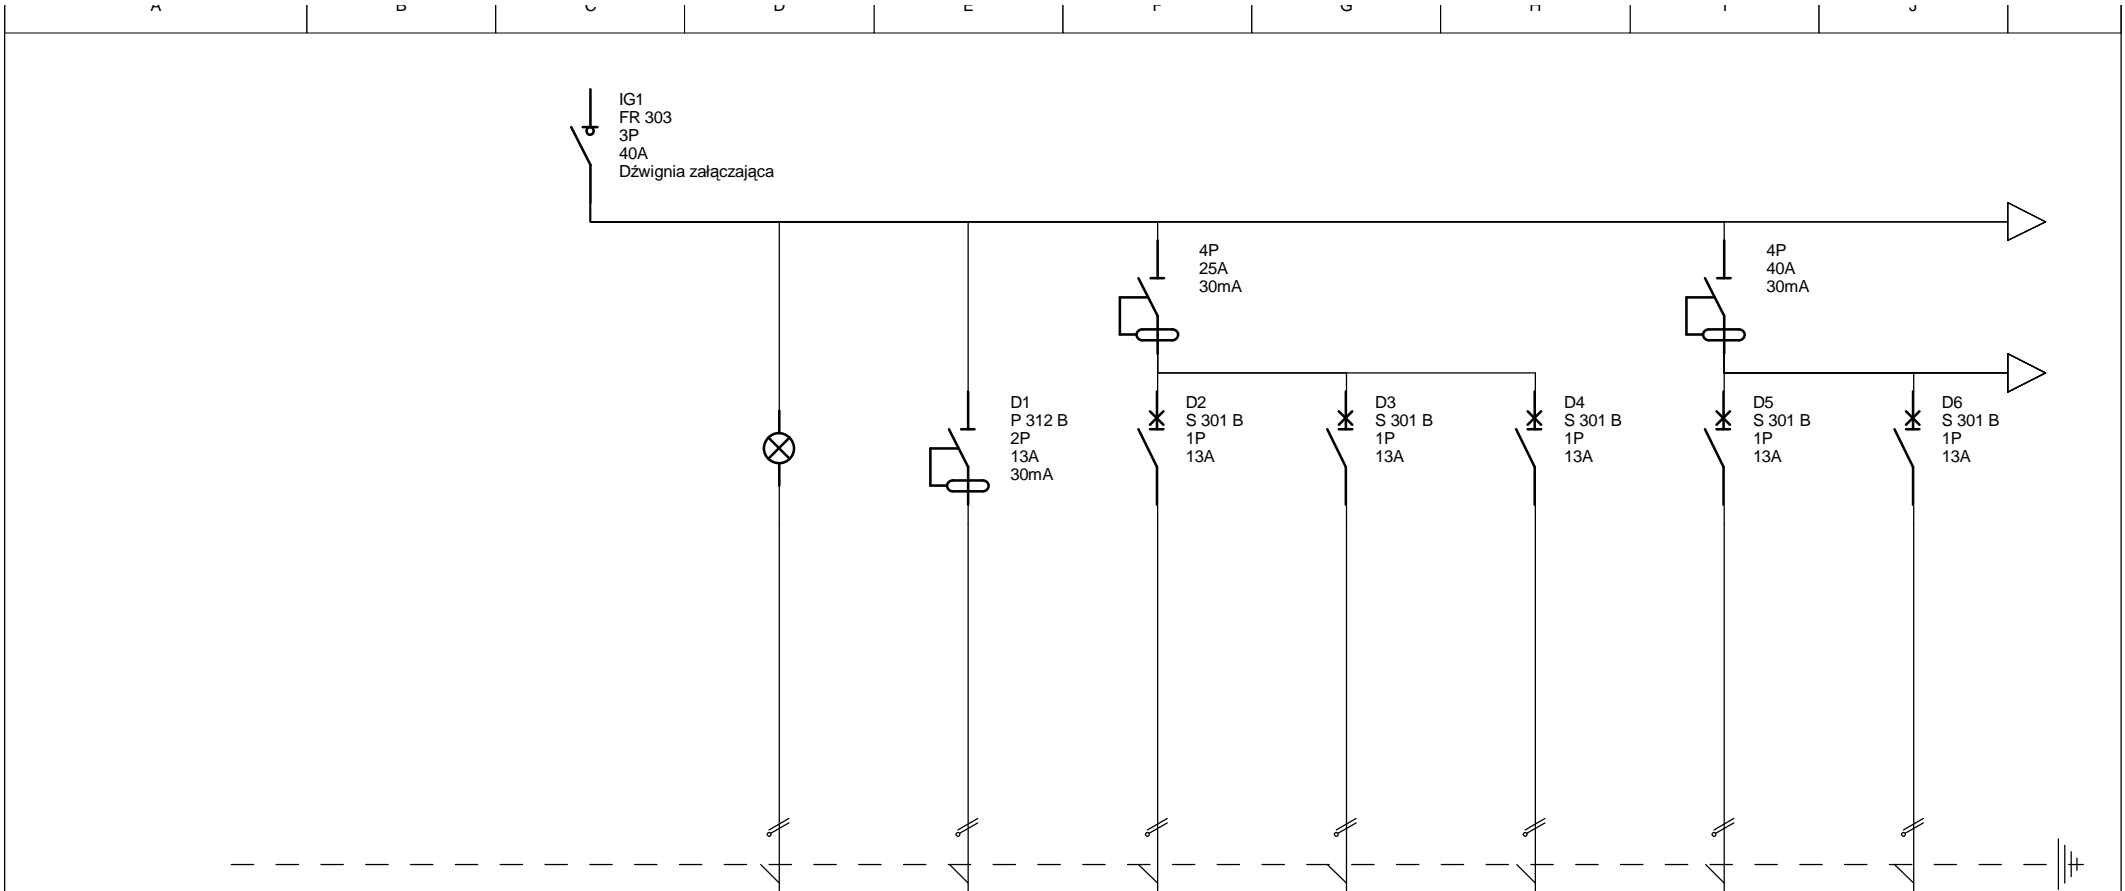 A B C D E F G H I J
IG1
FR 303
3P
40A
Dźwignia załączająca
4P
25A
30mA
4P
40A
30mA
D1
P 312 B
2P
13A
30mA
D2
S 301 B
1P
13A
D3
S 301 B
1P
13A
D4
S 301 B
1P
13A
D5
S 301 B
1P
13A
D6
S 301 B
1P
13A